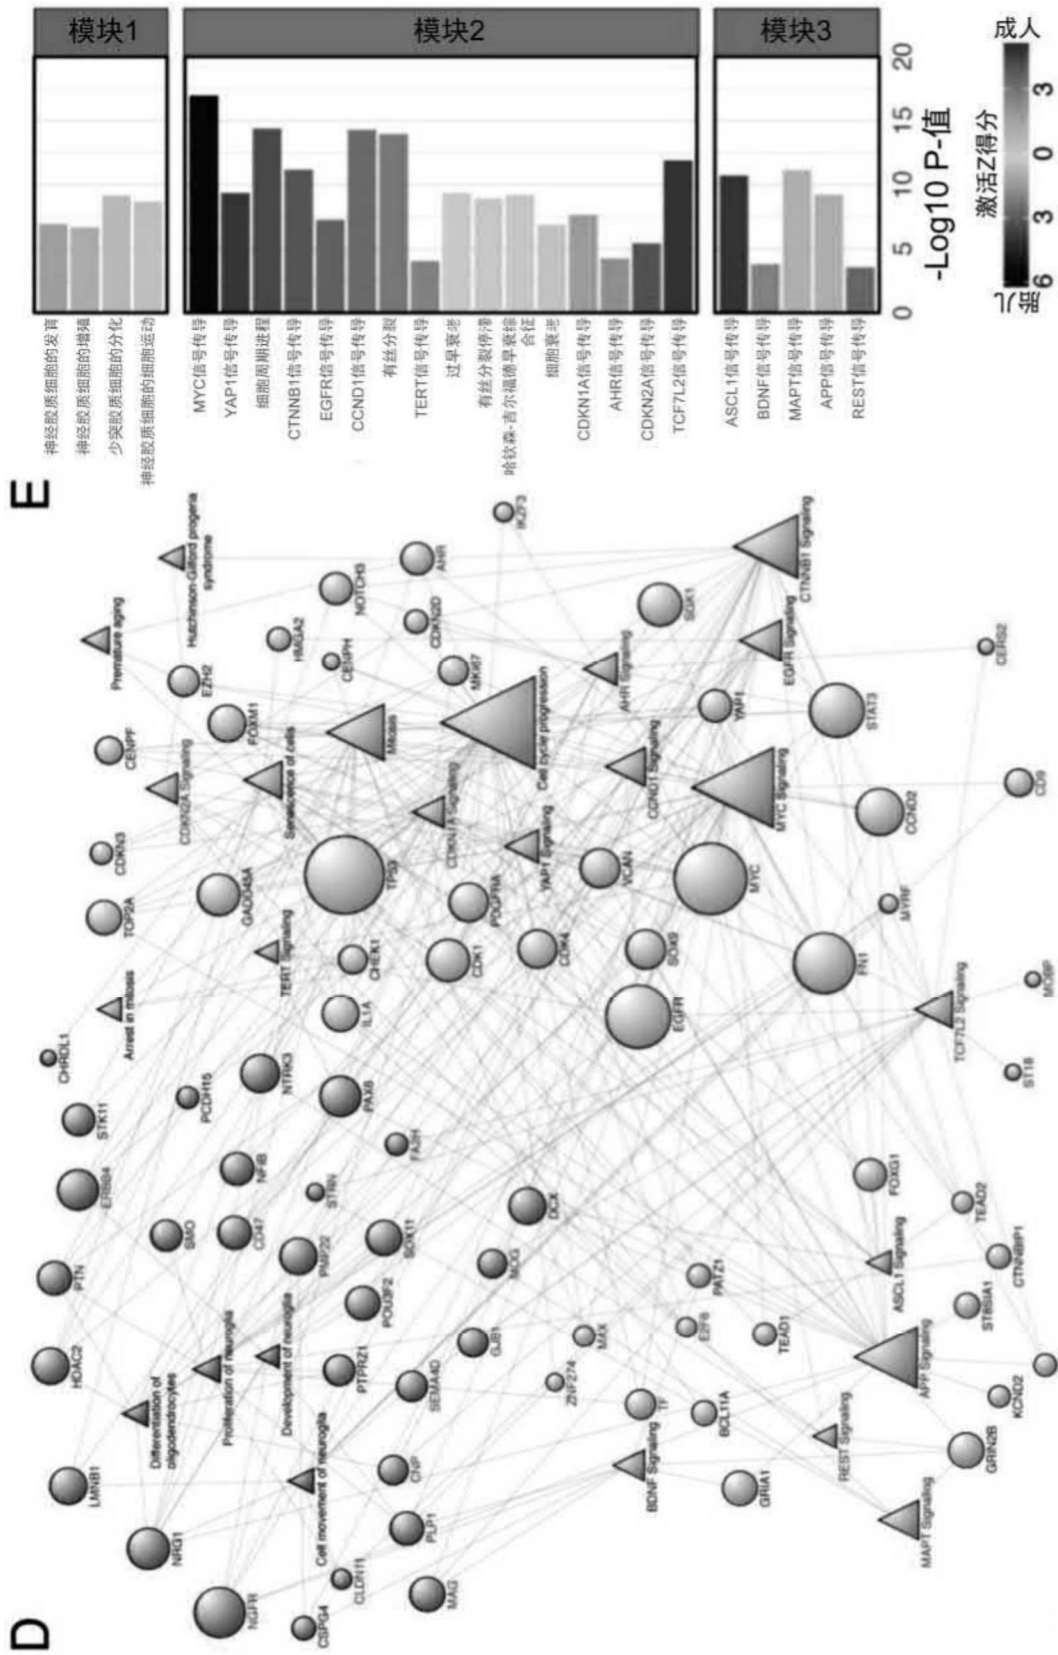 D
E
模块1
模块2
模块3
神经胶质细胞的发育
神经胶质细胞的增殖
少突胶质细胞的分化
神经胶质细胞的细胞运动
MYC信号传导
YAP1信号传导
细胞周期进程
CTNNB1信号传导
EGFR信号传导
CCND1信号传导
有丝分裂
TERT信号传导
过早衰老
有丝分裂停滞
哈钦森-吉尔福德早衰综
合征
细胞衰老
CDKN1A信号传导
AHR信号传导
CDKN2A信号传导
TCF7L2信号传导
ASCL1信号传导
BDNF信号传导
MAPT信号传导
APP信号传导
REST信号传导
0
5
10
15
20
-Log10 P-值
激活Z得分
胎儿
成人
6
3
0
3
NGFR
NRG1
LMNB1
HDAC2
PTN
ERBB4
STK11
CHRDL1
Arrest in mitosis
TOP2A
CDKN3
CENPF
Premature aging
Hutchinson-Gilford progeria
syndrome
Differentiation of
oligodendrocytes
SMO
PCDH15
CDKN2A Signaling
EZH2
Proliferation of neuroglia
CD47
NFIB
NTRK3
GADD45A
FOXM1
Development of neuroglia
TERT Signaling
Senescence of cells
HMGA2
CSPG4
Cell movement of neuroglia
PMP22
STRN
CLDN11
PTPRZ1
POU3F2
SOX11
PAX6
IL1A
CHEK1
TP53
Mitosis
CENPH
NOTCH3
MAG
PLP1
CNP
SEMA4D
FA2H
CDKN1A Signaling
CDKN2D
AHR
GJB1
MOG
DCX
CDK1
PDGFRA
MKI67
Cell cycle progression
IKZF3
ZNF274
MAX
CDK4
YAP1 Signaling
BDNF Signaling
TF
EGFR
SOX9
VCAN
CCND1 Signaling
AHR Signaling
SGK1
E2F6
PATZ1
BCL11A
MYC
MYC Signaling
YAP1
GRIA1
TEAD1
EGFR Signaling
CTNNB1 Signaling
REST Signaling
FN1
STAT3
MAPT Signaling
APP Signaling
ASCL1 Signaling
FOXG1
MYRF
CCND2
GRIN2B
ST8SIA1
TEAD2
TCF7L2 Signaling
KCND2
CTNNBIP1
ST18
MOBP
CD9
CERS2